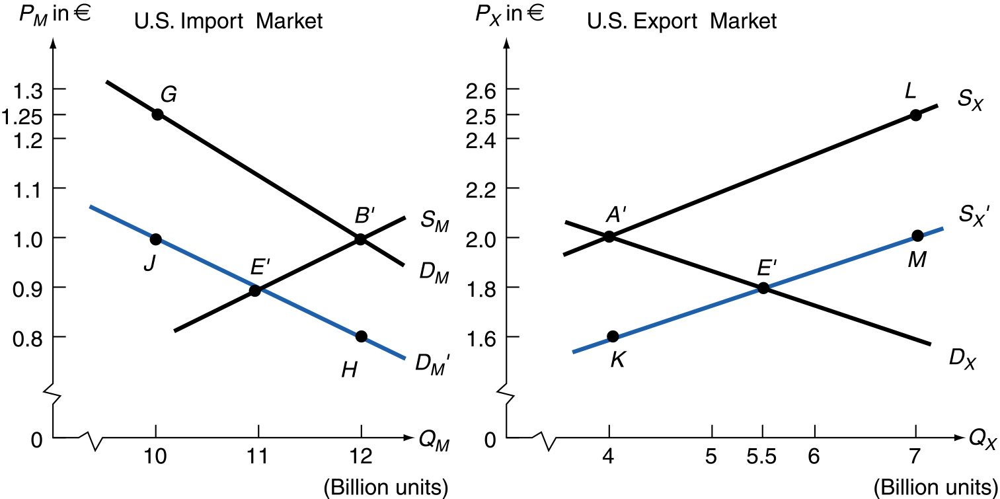 P_M in € U.S. Import Market
1.3
1.25
1.2
1.1
1.0
0.9
0.8
0
G
B'
S_M
J
E'
D_M
H
D_M'
10 11 12 Q_M
(Billion units)
P_X in € U.S. Export Market
2.6
2.5
2.4
2.2
2.0
1.8
1.6
0
L
S_X
A'
S_X'
E'
M
K
D_X
4 5 5.5 6 7 Q_X
(Billion units)